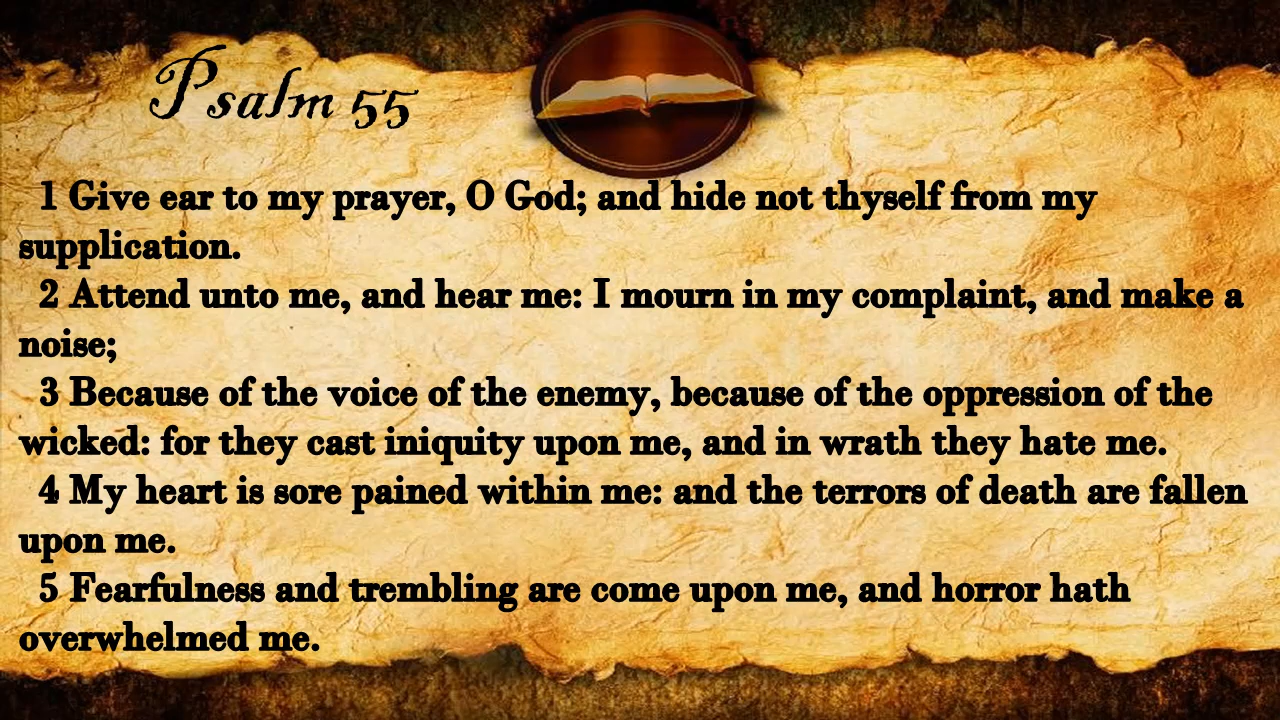 Psalm 55
1 Give ear to my prayer, O God; and hide not thyself from my
supplication.
2 Attend unto me, and hear me: I mourn in my complaint, and make a
noise;
3 Because of the voice of the enemy, because of the oppression of the
wicked: for they cast iniquity upon me, and in wrath they hate me.
4 My heart is sore pained within me: and the terrors of death are fallen
upon me.
5 Fearfulness and trembling are come upon me, and horror hath
overwhelmed me.